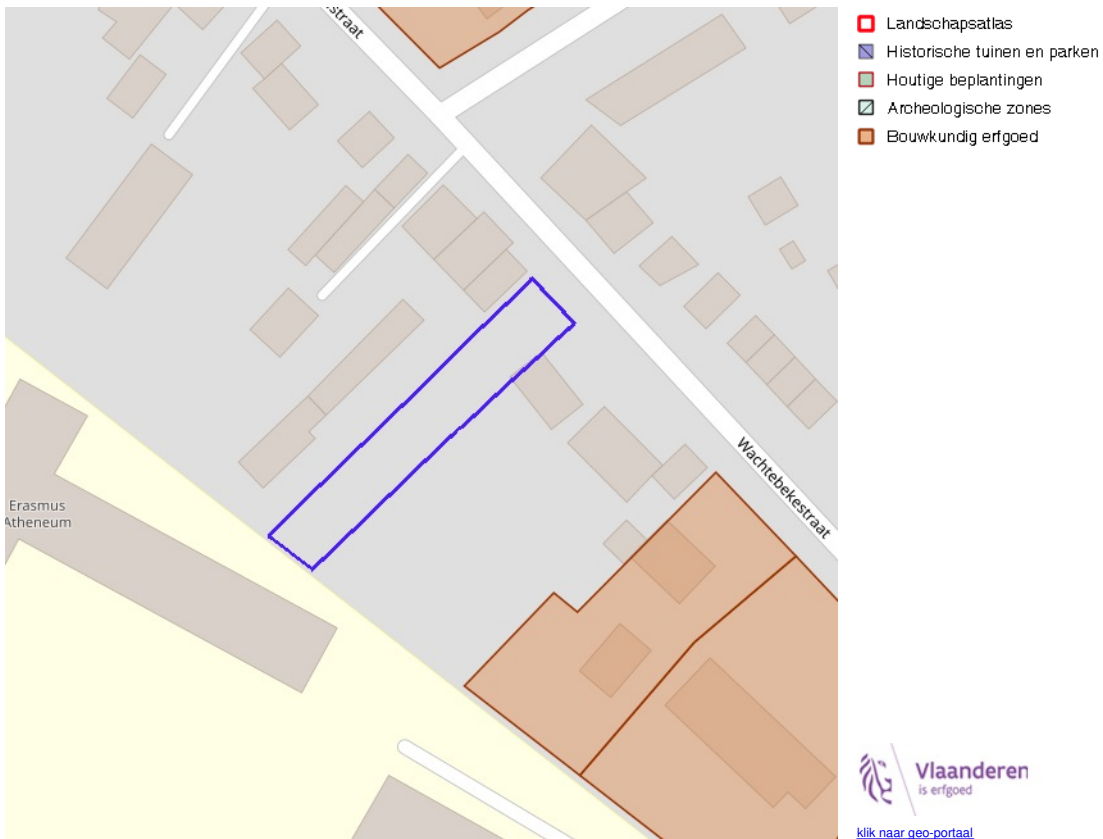 straat
Wachtebekestraat
Erasmus
Atheneum
Landschapsatlas
Historische tuinen en parken
Houtige beplantingen
Archeologische zones
Bouwkundig erfgoed
Vlaanderen
is erfgoed
klik naar geo-portaal